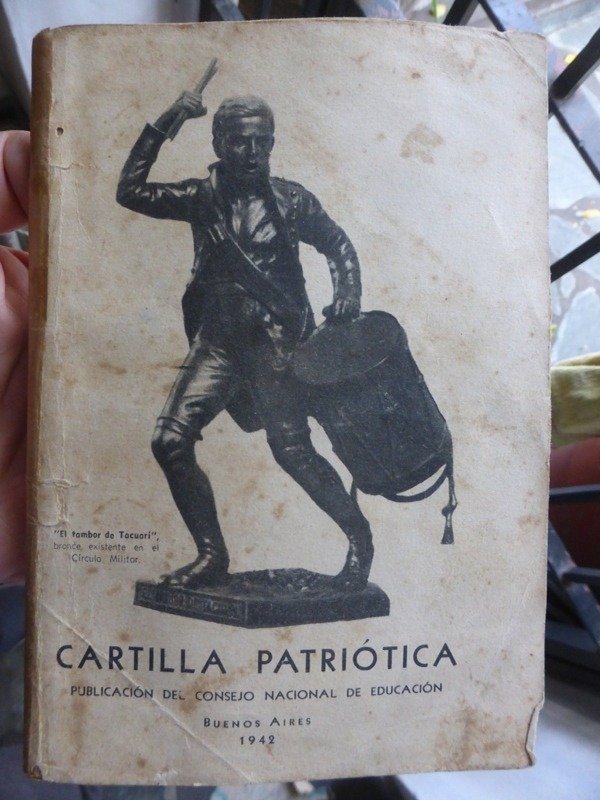 "El tambor de Tacuarí",
bronce, existente en el
Círculo Militar.
CARTILLA PATRIÓTICA
PUBLICACIÓN DEL CONSEJO NACIONAL DE EDUCACIÓN
BUENOS AIRES
1942